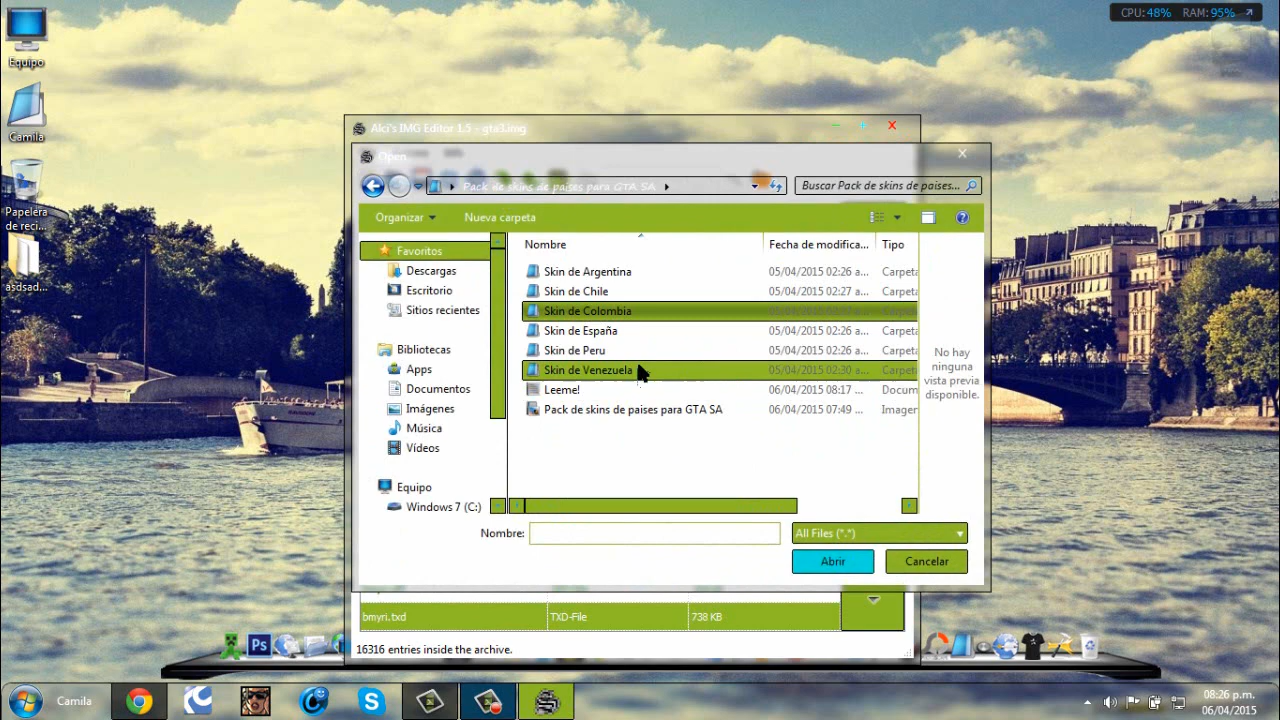 CPU: 48% RAM: 95%
Equipo
Camila
Papelera de reci...
asdsad...
Alci's IMG Editor 1.5 - gta3.img
Open
Pack de skins de paises para GTA SA
Buscar Pack de skins de paises...
Organizar
Nueva carpeta
Favoritos
Descargas
Escritorio
Sitios recientes
Bibliotecas
Apps
Documentos
Imágenes
Música
Vídeos
Equipo
Windows 7 (C:)
Nombre Fecha de modifica... Tipo
Skin de Argentina 05/04/2015 02:26 a... Carpeta
Skin de Chile 05/04/2015 02:27 a... Carpeta
Skin de Colombia Carpeta
Skin de España 05/04/2015 02:26 a... Carpeta
Skin de Peru 05/04/2015 02:26 a... Carpeta
Skin de Venezuela 05/04/2015 02:30 a... Carpeta
Leeme! 06/04/2015 08:17 ... Docum
Pack de skins de paises para GTA SA 06/04/2015 07:49 ... Imagen
No hay
ninguna
vista previa
disponible.
Nombre:
All Files (*.*)
Abrir
Cancelar
bmyri.txd TXD-File 738 KB
16316 entries inside the archive.
Ps
Camila
08:26 p.m.
06/04/2015